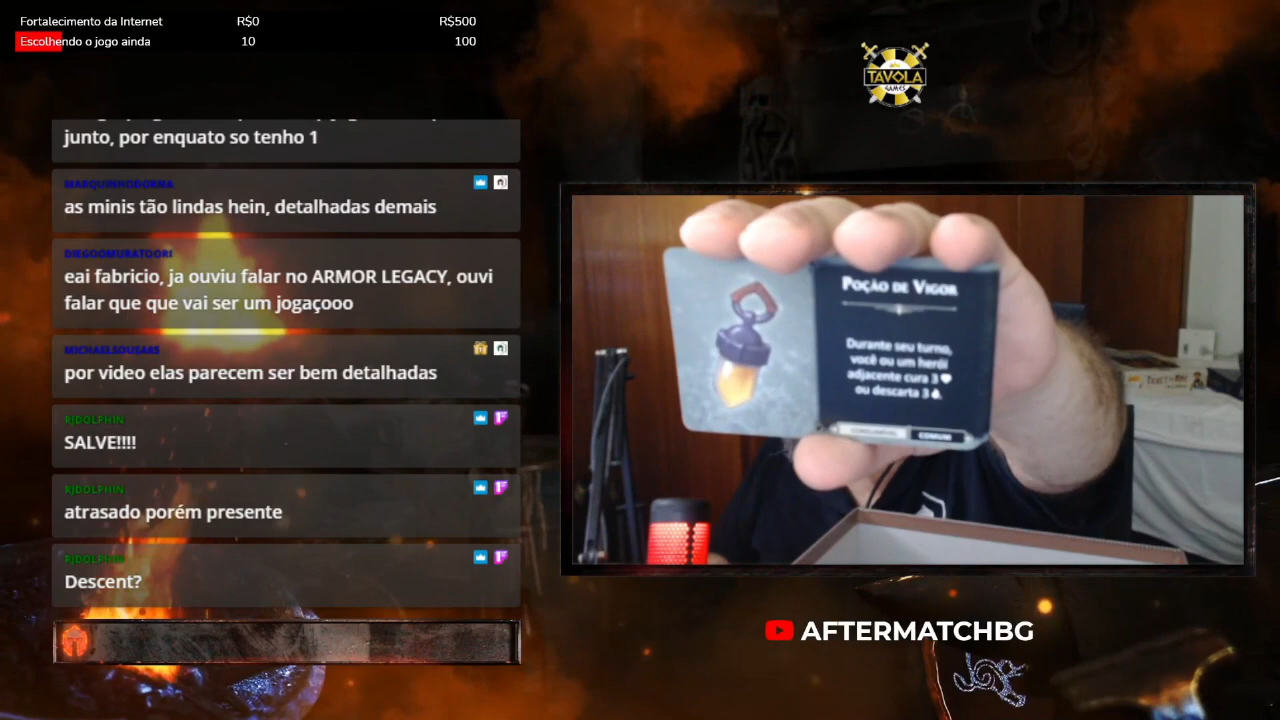 Fortalecimento da Internet R$0 R$500
Escolhendo o jogo ainda 10 100
TAVOLA
GAMES
junto, por enquato so tenho 1
MARQUINHODORNA
as minis tão lindas hein, detalhadas demais
DIEGOOMURATOORI
eai fabricio, ja ouviu falar no ARMOR LEGACY, ouvi
falar que que vai ser um jogaçooo
MICHAELSOUSA85
por video elas parecem ser bem detalhadas
RJDOLPHIN
SALVE!!!!
RJDOLPHIN
atrasado porém presente
RJDOLPHIN
Descent?
POÇÃO DE VIGOR
Durante seu turno,
você ou um herói
adjacente cura 3
ou descarta 3
CONSUMÍVEL COMUM
AFTERMATCHBG